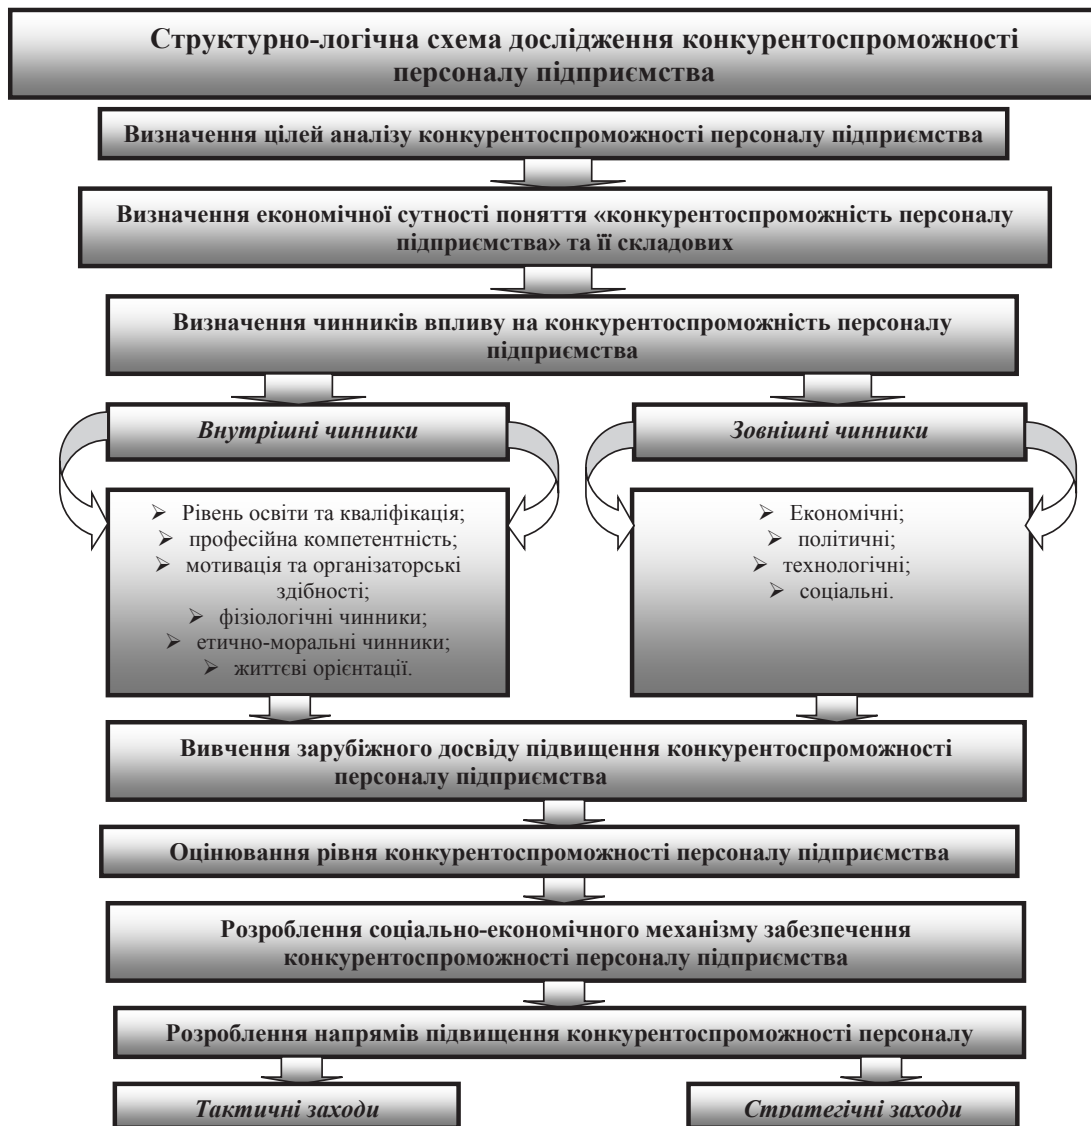 Структурно-логічна схема дослідження конкурентоспроможності
персоналу підприємства
Визначення цілей аналізу конкурентоспроможності персоналу підприємства
Визначення економічної сутності поняття «конкурентоспроможність персоналу
підприємства» та її складових
Визначення чинників впливу на конкурентоспроможність персоналу
підприємства
Внутрішні чинники
Зовнішні чинники
➢ Рівень освіти та кваліфікація;
➢ професійна компетентність;
➢ мотивація та організаторські
здібності;
➢ фізіологічні чинники;
➢ етично-моральні чинники;
➢ життєві орієнтації.
➢ Економічні;
➢ політичні;
➢ технологічні;
➢ соціальні.
Вивчення зарубіжного досвіду підвищення конкурентоспроможності
персоналу підприємства
Оцінювання рівня конкурентоспроможності персоналу підприємства
Розроблення соціально-економічного механізму забезпечення
конкурентоспроможності персоналу підприємства
Розроблення напрямів підвищення конкурентоспроможності персоналу
Тактичні заходи
Стратегічні заходи